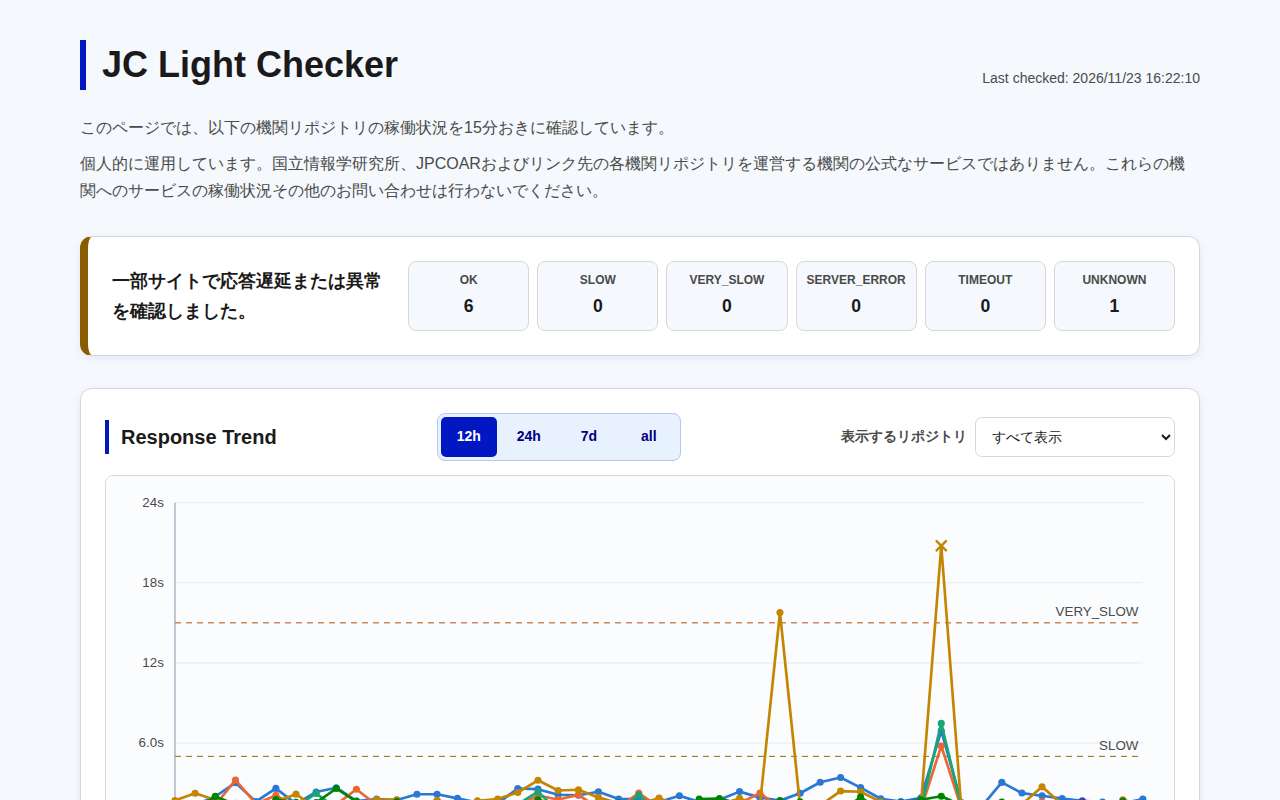 JC Light Checker
Last checked: 2026/11/23 16:22:10
このページでは、以下の機関リポジトリの稼働状況を15分おきに確認しています。
個人的に運用しています。国立情報学研究所、JPCOARおよびリンク先の各機関リポジトリを運営する機関の公式なサービスではありません。これらの機
関へのサービスの稼働状況その他のお問い合わせは行わないでください。
一部サイトで応答遅延または異常
を確認しました。
OK
6
SLOW
0
VERY_SLOW
0
SERVER_ERROR
0
TIMEOUT
0
UNKNOWN
1
Response Trend
12h
24h
7d
all
表示するリポジトリ
すべて表示
24s
18s
VERY_SLOW
12s
6.0s
SLOW